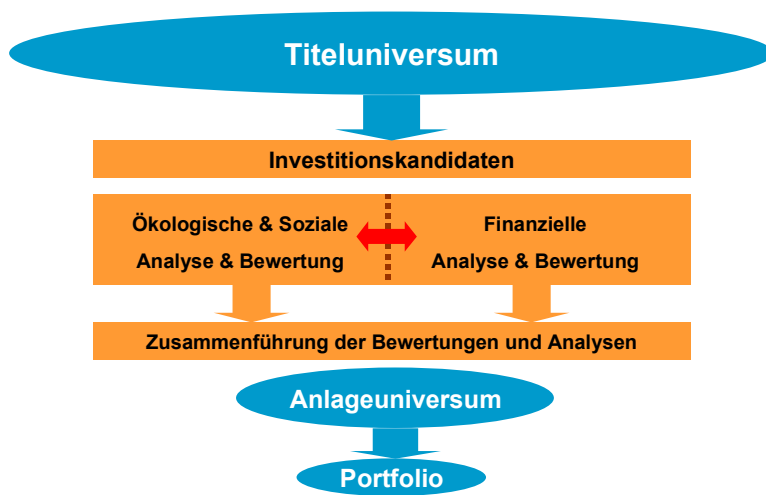 Titeluniversum
Investitionskandidaten
Ökologische & Soziale
Analyse & Bewertung
Finanzielle
Analyse & Bewertung
Zusammenführung der Bewertungen und Analysen
Anlageuniversum
Portfolio